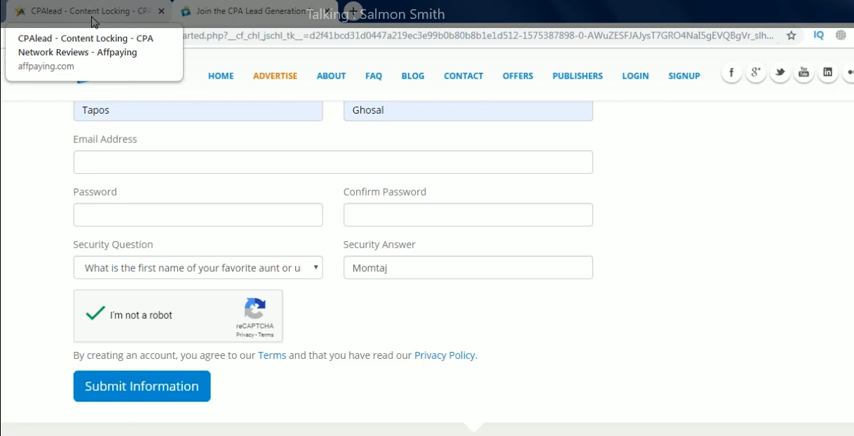 Talking : Salmon Smith
CPAlead - Content Locking - CPA
Join the CPA Lead Generation
CPAlead - Content Locking - CPA
Network Reviews - Affpaying
affpaying.com
HOME ADVERTISE ABOUT FAQ BLOG CONTACT OFFERS PUBLISHERS LOGIN SIGNUP
Tapos Ghosal
Email Address
Password Confirm Password
Security Question Security Answer
What is the first name of your favorite aunt or u Momtaj
I'm not a robot
reCAPTCHA
Privacy - Terms
By creating an account, you agree to our Terms and that you have read our Privacy Policy.
Submit Information